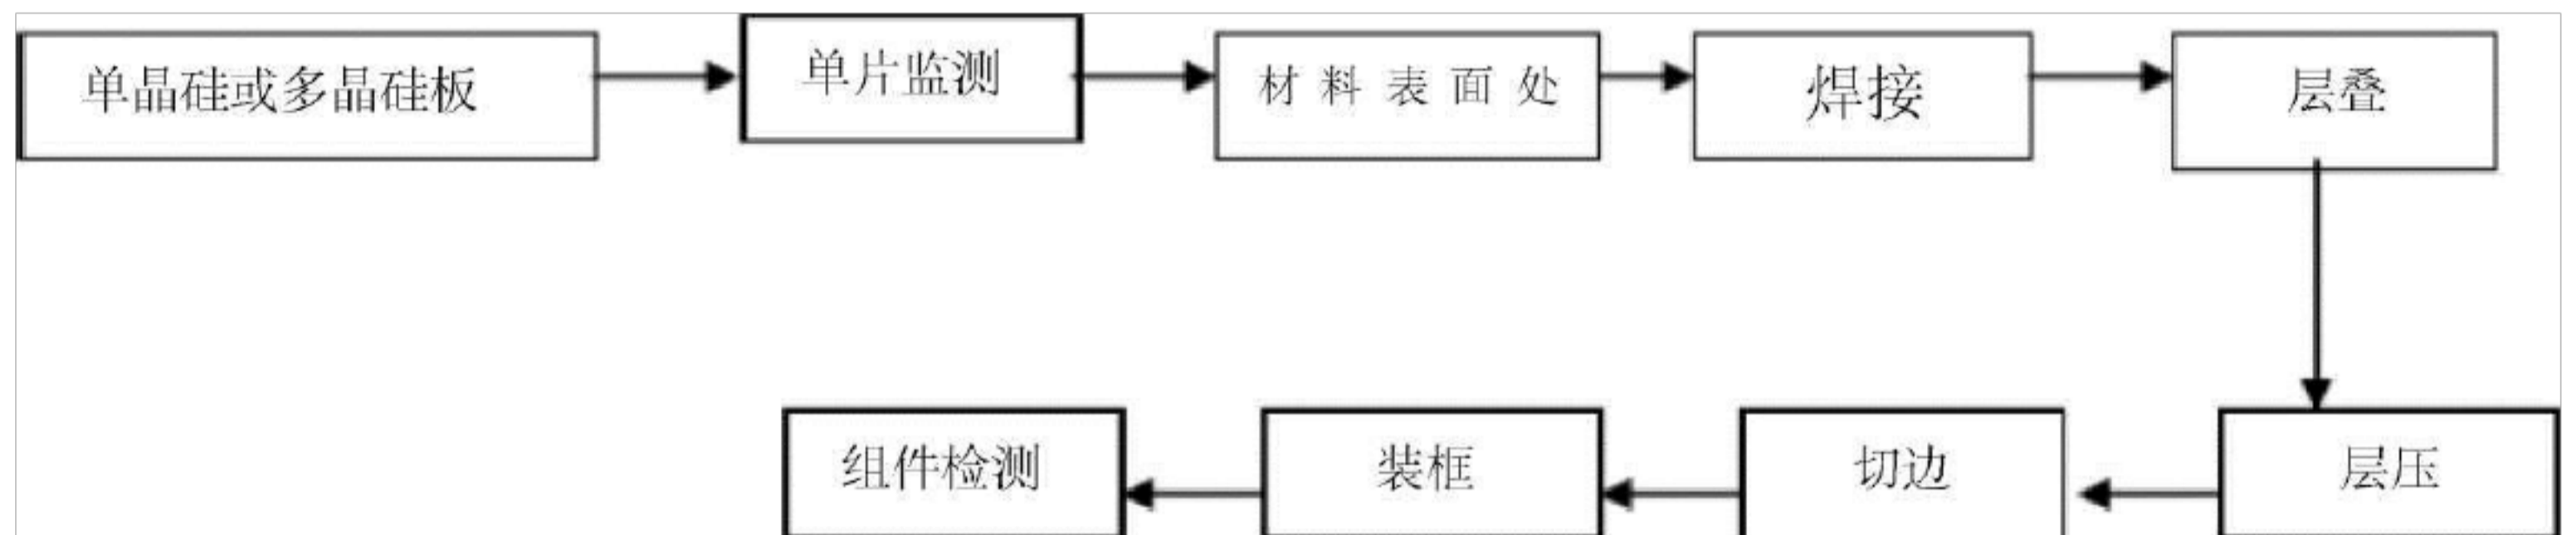 单晶硅或多晶硅板
单片监测
材料表面处
焊接
层叠
组件检测
装框
切边
层压